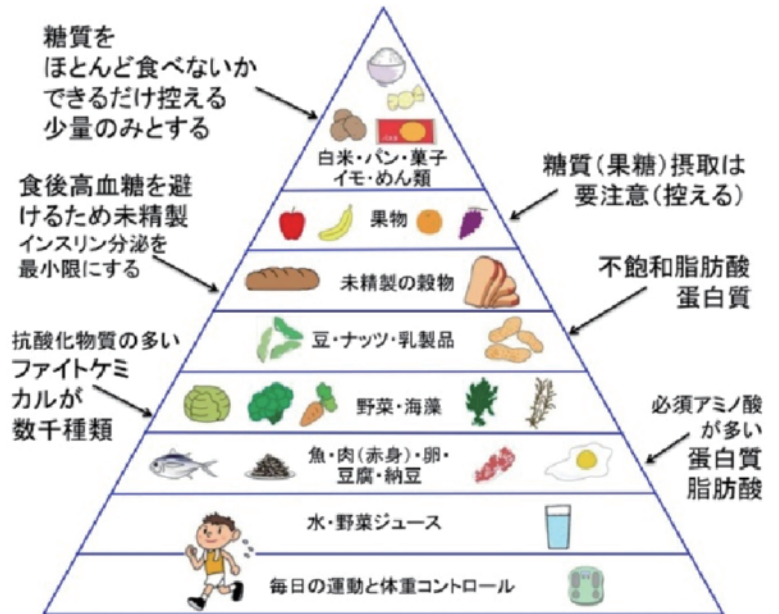 糖質を
ほとんど食べないか
できるだけ控える
少量のみとする
白米・パン・菓子
イモ・めん類
食後高血糖を避
けるため未精製
インスリン分泌を
最小限にする
糖質(果糖)摂取は
要注意(控える)
果物
未精製の穀物
不飽和脂肪酸
蛋白質
豆・ナッツ・乳製品
抗酸化物質の多い
ファイトケミ
カルが
数千種類
野菜・海藻
必須アミノ酸
が多い
蛋白質
脂肪酸
魚・肉(赤身)・卵・
豆腐・納豆
水・野菜ジュース
毎日の運動と体重コントロール